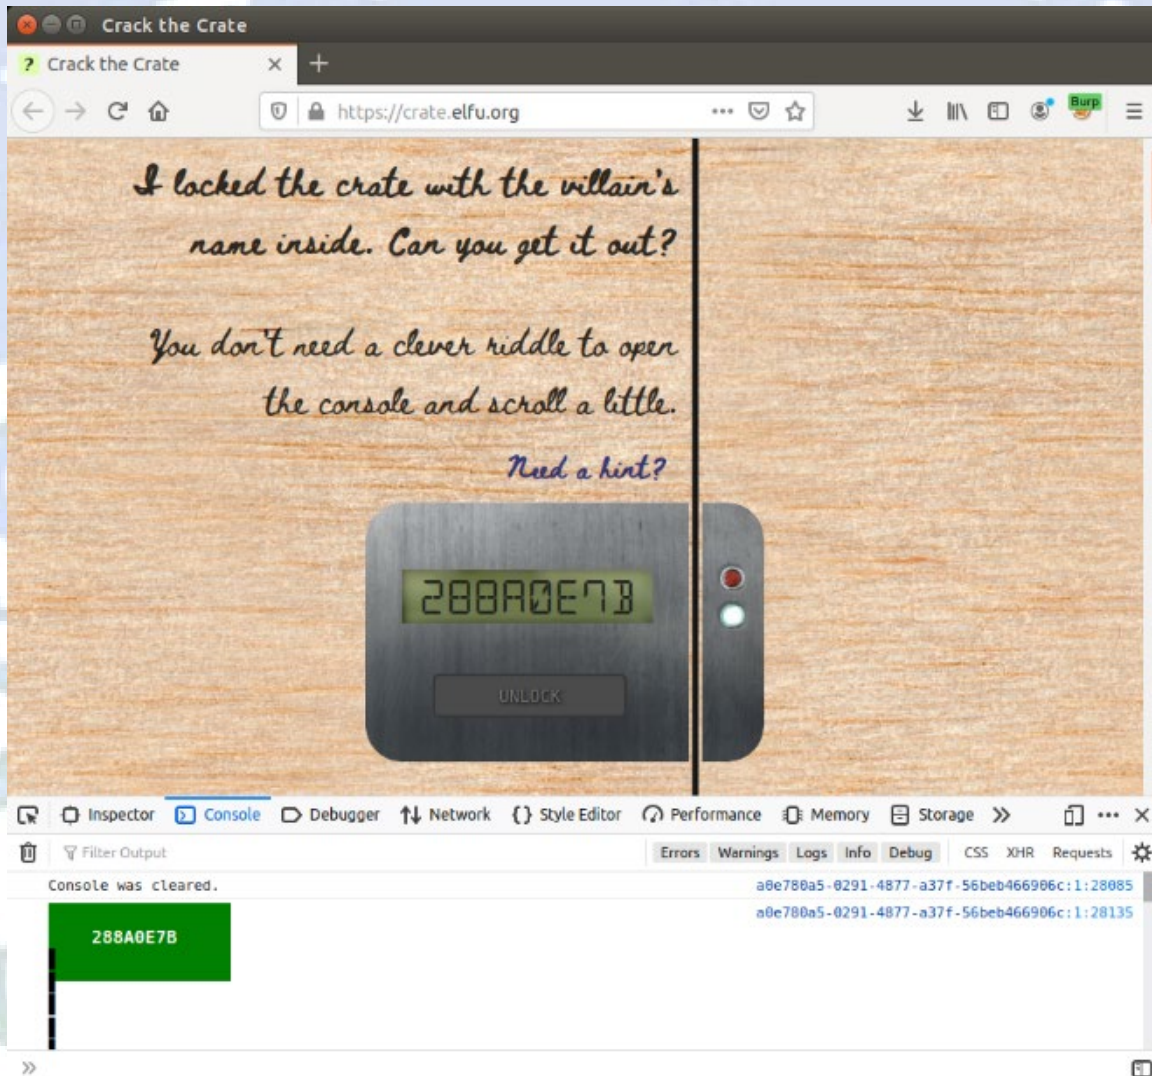 Crack the Crate
? Crack the Crate
https://crate.elfu.org
Burp
I locked the crate with the villain's
name inside. Can you get it out?
You don't need a clever riddle to open
the console and scroll a little.
Need a hint?
288A0E7B
UNLOCK
Inspector Console Debugger Network {} Style Editor Performance Memory Storage
Filter Output Errors Warnings Logs Info Debug CSS XHR Requests
Console was cleared. a0e780a5-0291-4877-a37f-56beb466906c:1:28085
a0e780a5-0291-4877-a37f-56beb466906c:1:28135
288A0E7B